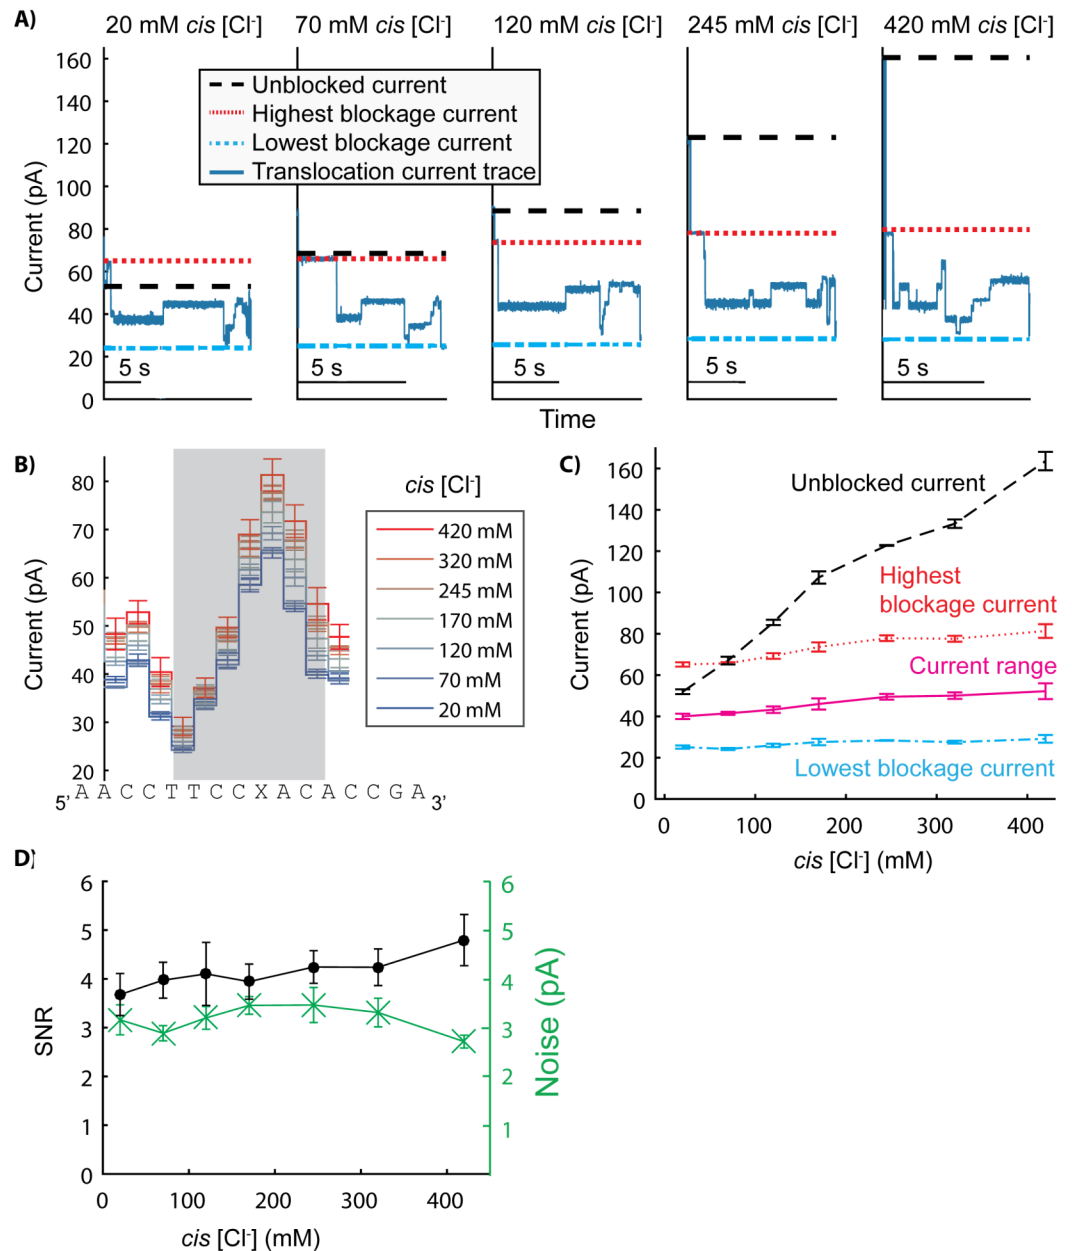 A)
20 mM cis [Cl-] 70 mM cis [Cl-] 120 mM cis [Cl-] 245 mM cis [Cl-] 420 mM cis [Cl-]
Current (pA)
160
140
120
100
80
60
40
20
0
Unblocked current
Highest blockage current
Lowest blockage current
Translocation current trace
5 s 5 s 5 s 5 s 5 s
Time
B)
Current (pA)
80
70
60
50
40
30
20
cis [Cl-]
420 mM
320 mM
245 mM
170 mM
120 mM
70 mM
20 mM
5' A A C C T T C C X A C A C C G A 3'
C)
Current (pA)
160
140
120
100
80
60
40
20
0
Unblocked current
Highest
blockage current
Current range
Lowest blockage current
0 100 200 300 400
cis [Cl-] (mM)
D)
SNR
6
5
4
3
2
1
0
6
5
4
3
2
1
Noise (pA)
0 100 200 300 400
cis [Cl-] (mM)